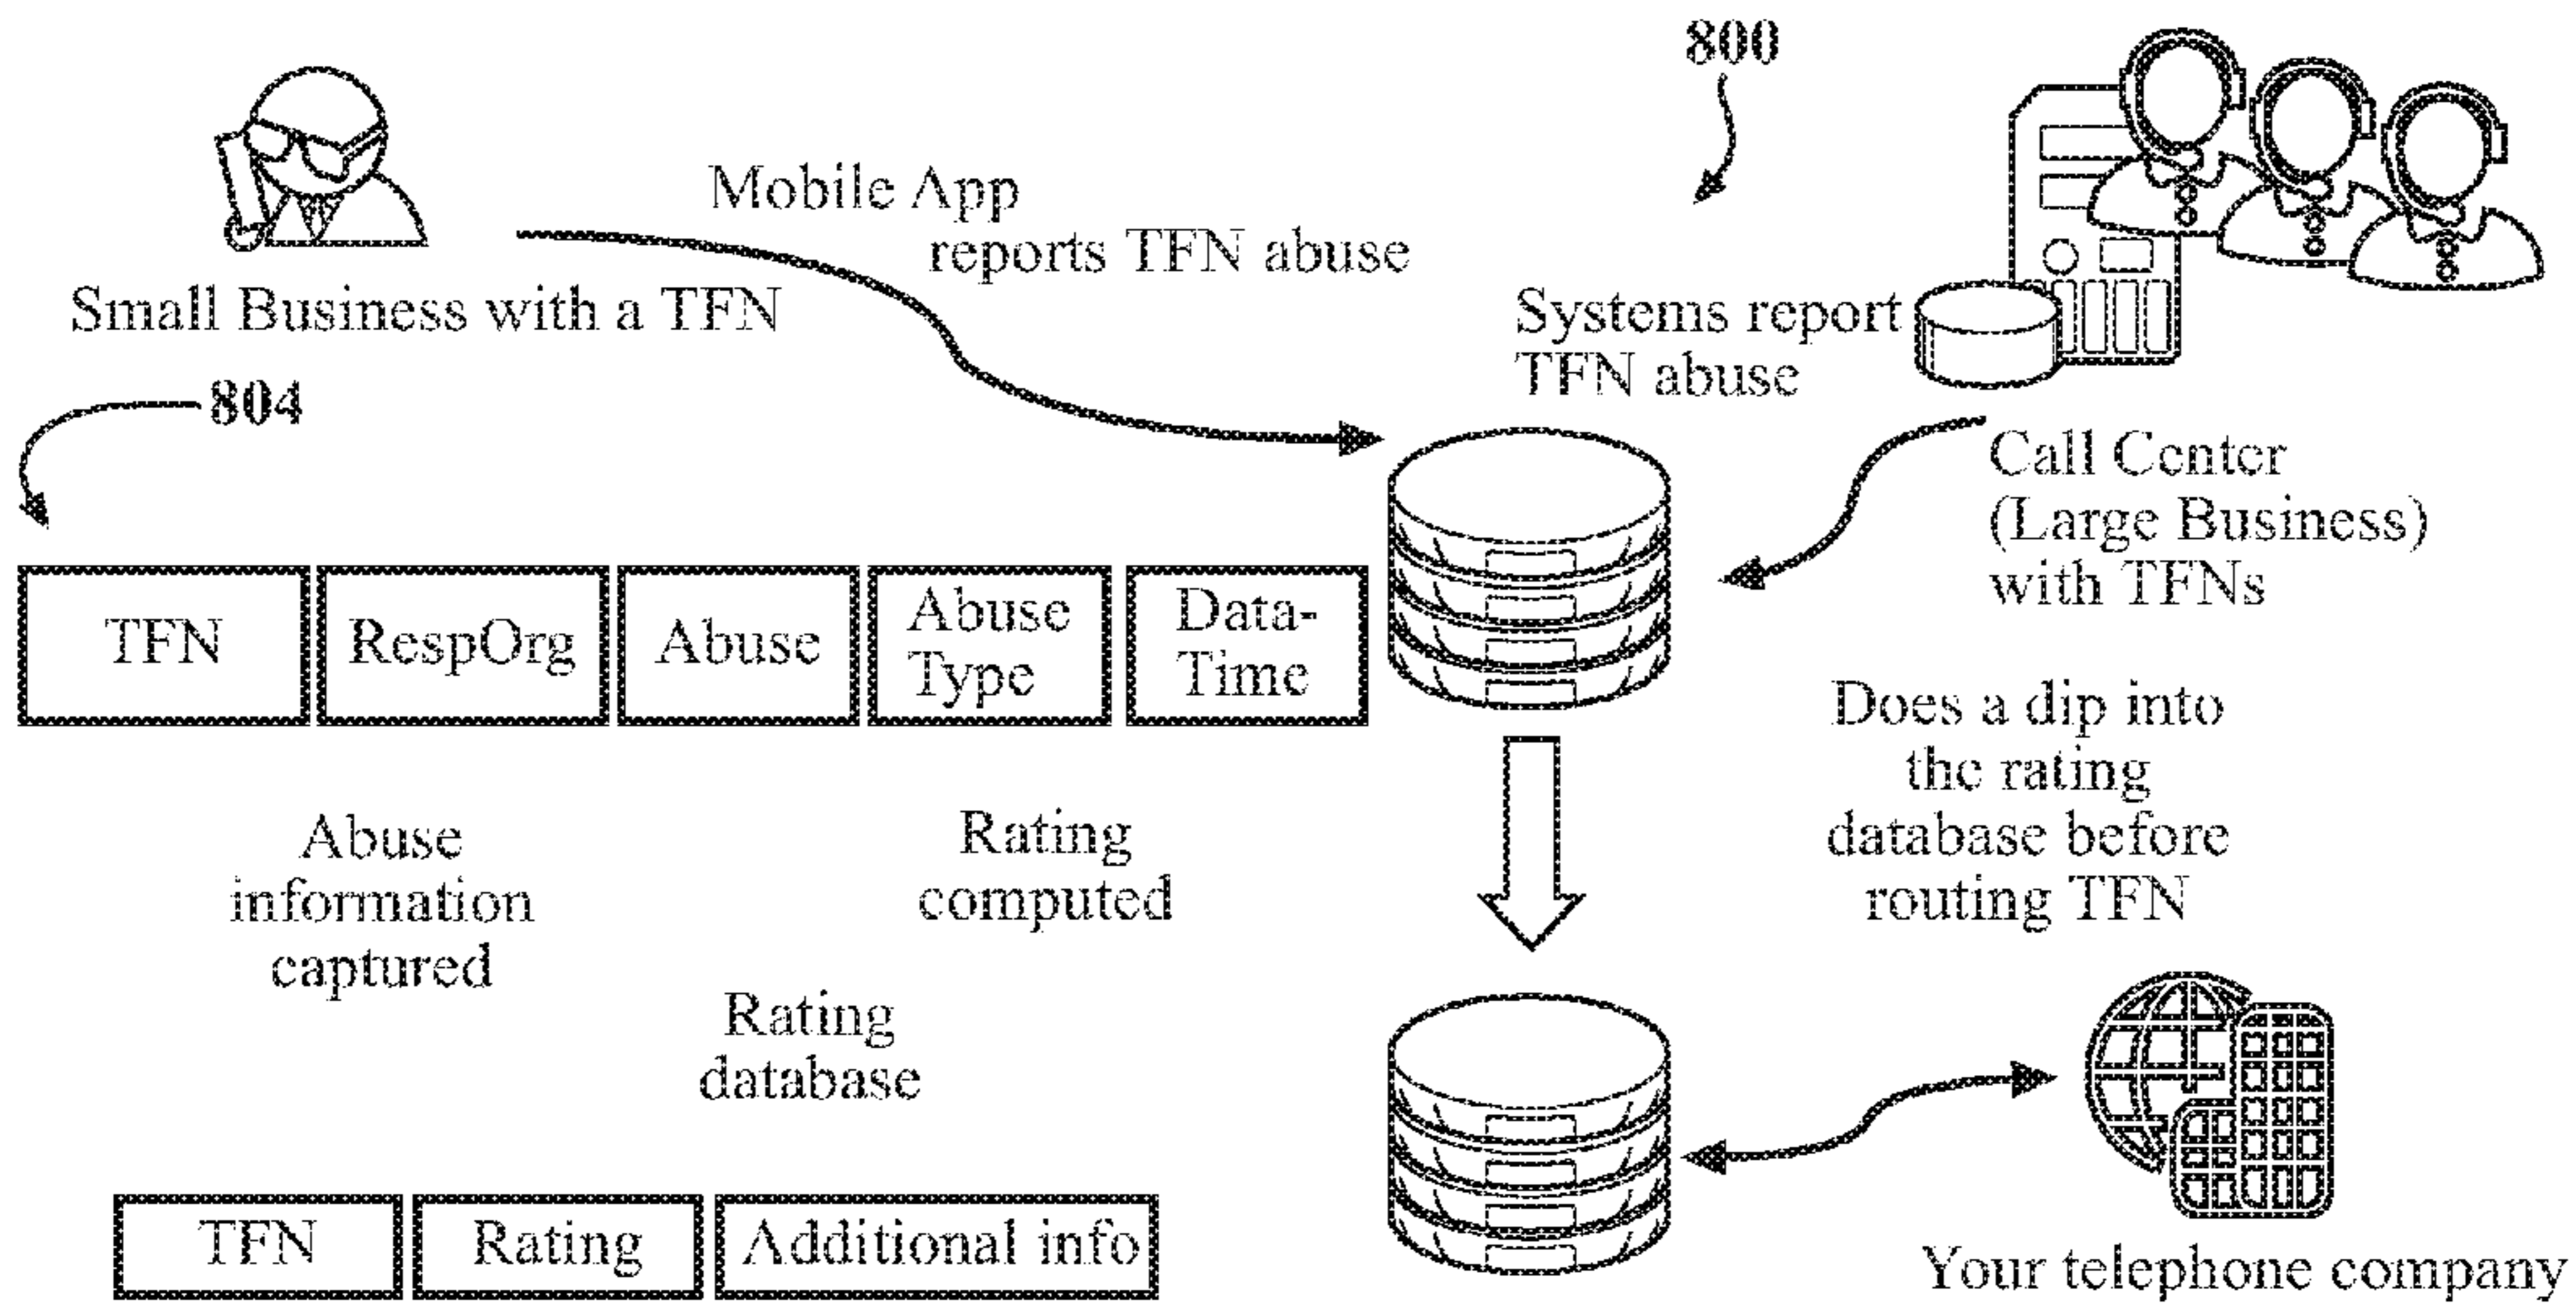 800
Mobile App
reports TFN abuse
Small Business with a TFN
Systems report
TFN abuse
804
Call Center
(Large Business)
with TFNs
TFN
RespOrg
Abuse
Abuse
Type
Data-
Time
Does a dip into
the rating
database before
routing TFN
Abuse
information
captured
Rating
computed
Rating
database
TFN
Rating
Additional info
Your telephone company